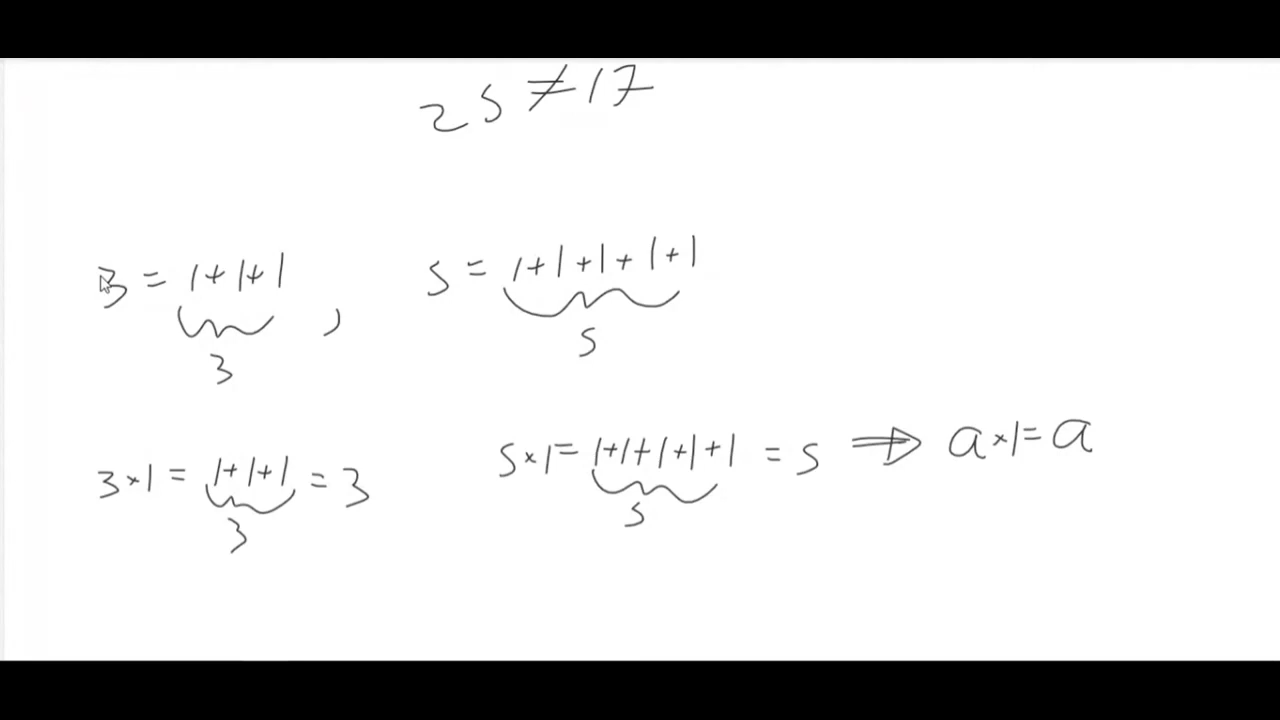 25 ≠ 17
3 = 1+1+1 , 5 = 1+1+1+1+1
3 5
3×1 = 1+1+1 = 3 5×1= 1+1+1+1+1 = 5 ⇒ a×1= a
3 5